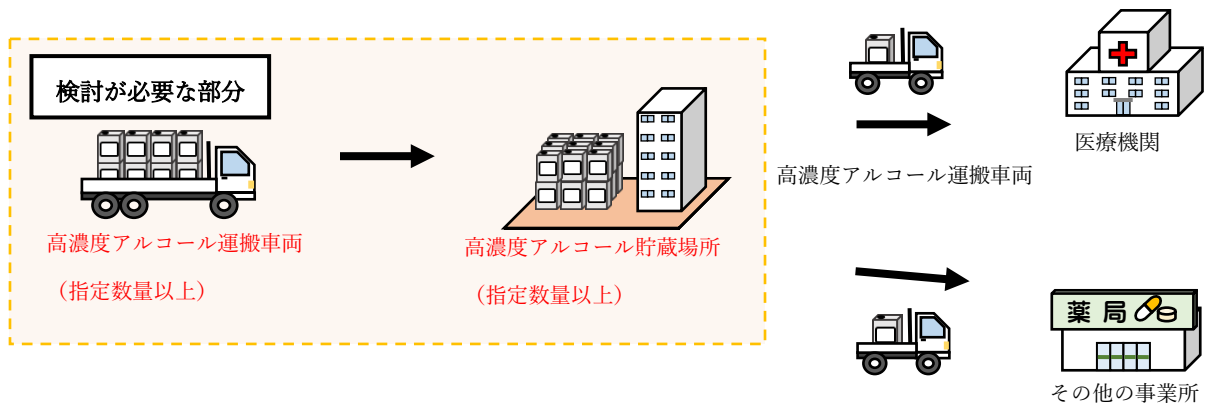 検討が必要な部分
高濃度アルコール運搬車両
（指定数量以上）
高濃度アルコール貯蔵場所
（指定数量以上）
高濃度アルコール運搬車両
医療機関
薬局
その他の事業所